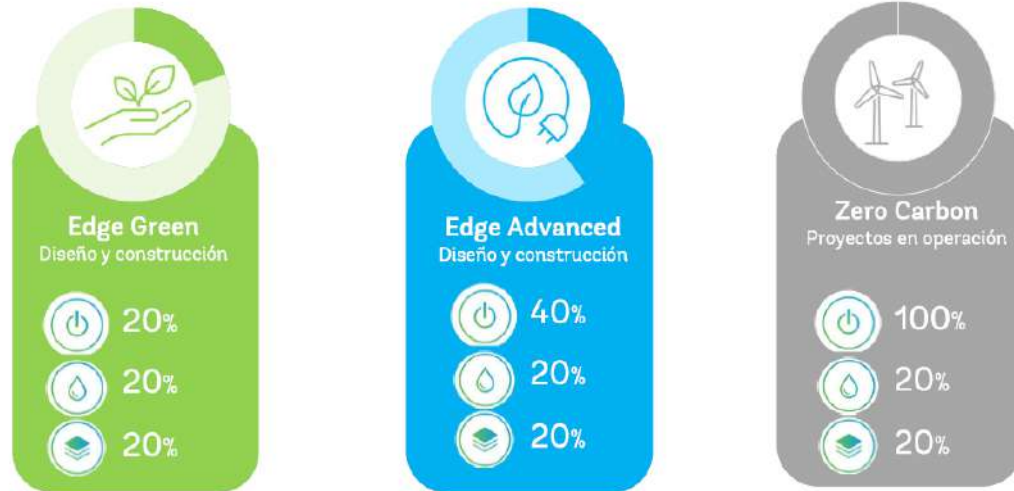 Edge Green
Diseño y construcción
20%
20%
20%
Edge Advanced
Diseño y construcción
40%
20%
20%
Zero Carbon
Proyectos en operación
100%
20%
20%